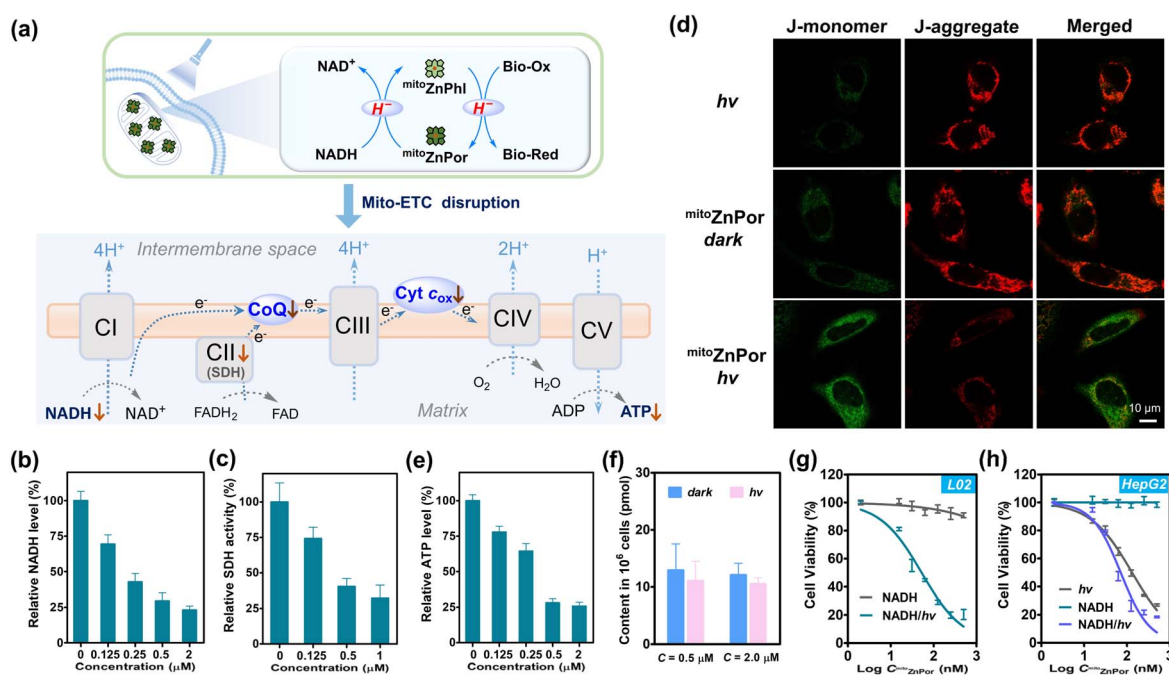 (a)
NAD⁺
ᵐⁱᵗᵒZnPhl
Bio-Ox
H⁻
H⁻
NADH
ᵐⁱᵗᵒZnPor
Bio-Red
Mito-ETC disruption
4H⁺
Intermembrane space
4H⁺
2H⁺
H⁺
e⁻
CoQ↓
e⁻
Cyt c ox↓
e⁻
e⁻
e⁻
CI
CII↓
(SDH)
CIII
CIV
CV
O₂
H₂O
NADH↓
NAD⁺
FADH₂
FAD
Matrix
ADP
ATP↓
(d)
J-monomer
J-aggregate
Merged
hv
ᵐⁱᵗᵒZnPor
dark
ᵐⁱᵗᵒZnPor
hv
10 μm
(b)
Relative NADH level (%)
100
75
50
25
0
0 0.125 0.25 0.5 2
Concentration (μM)
(c)
Relative SDH activity (%)
100
75
50
25
0
0 0.125 0.5 1
Concentration (μM)
(e)
Relative ATP level (%)
100
75
50
25
0
0 0.125 0.25 0.5 2
Concentration (μM)
(f)
Content in 10⁶ cells (pmol)
50
40
30
20
10
0
dark
hv
C = 0.5 μM
C = 2.0 μM
(g)
Cell Viability (%)
120
100
80
60
40
20
0
L02
NADH
NADH/hv
0 1 2 3
Log C ᵐⁱᵗᵒZnPor (nM)
(h)
Cell Viability (%)
120
100
80
60
40
20
0
HepG2
hv
NADH
NADH/hv
0 1 2 3
Log C ᵐⁱᵗᵒZnPor (nM)